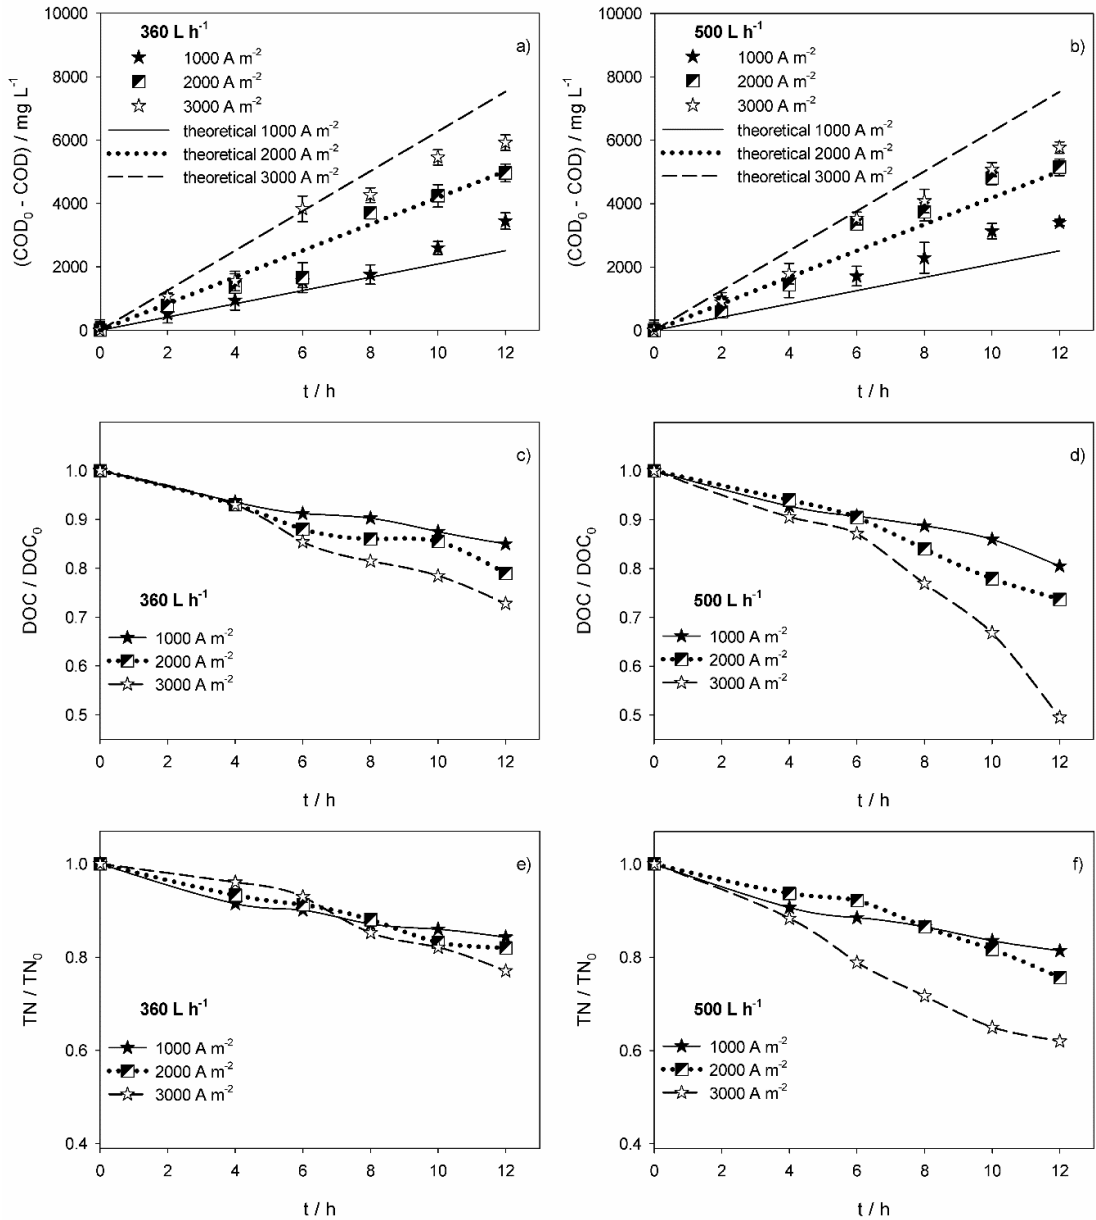 360 L h⁻¹
a)
1000 A m⁻²
2000 A m⁻²
3000 A m⁻²
theoretical 1000 A m⁻²
theoretical 2000 A m⁻²
theoretical 3000 A m⁻²
(COD₀ - COD) / mg L⁻¹
10000
8000
6000
4000
2000
0
0 2 4 6 8 10 12
t / h
500 L h⁻¹
b)
1000 A m⁻²
2000 A m⁻²
3000 A m⁻²
theoretical 1000 A m⁻²
theoretical 2000 A m⁻²
theoretical 3000 A m⁻²
(COD₀ - COD) / mg L⁻¹
10000
8000
6000
4000
2000
0
0 2 4 6 8 10 12
t / h
c)
DOC / DOC₀
1.0
0.9
0.8
0.7
0.6
0.5
360 L h⁻¹
1000 A m⁻²
2000 A m⁻²
3000 A m⁻²
0 2 4 6 8 10 12
t / h
d)
DOC / DOC₀
1.0
0.9
0.8
0.7
0.6
0.5
500 L h⁻¹
1000 A m⁻²
2000 A m⁻²
3000 A m⁻²
0 2 4 6 8 10 12
t / h
e)
TN / TN₀
1.0
0.8
0.6
0.4
360 L h⁻¹
1000 A m⁻²
2000 A m⁻²
3000 A m⁻²
0 2 4 6 8 10 12
t / h
f)
TN / TN₀
1.0
0.8
0.6
0.4
500 L h⁻¹
1000 A m⁻²
2000 A m⁻²
3000 A m⁻²
0 2 4 6 8 10 12
t / h